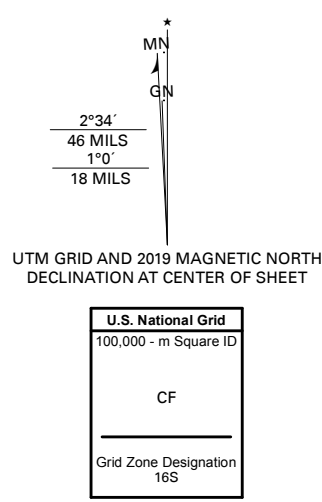 MN
GN
2°34´
46 MILS
1°0´
18 MILS
UTM GRID AND 2019 MAGNETIC NORTH
DECLINATION AT CENTER OF SHEET
U.S. National Grid
100,000 - m Square ID
CF
Grid Zone Designation
16S